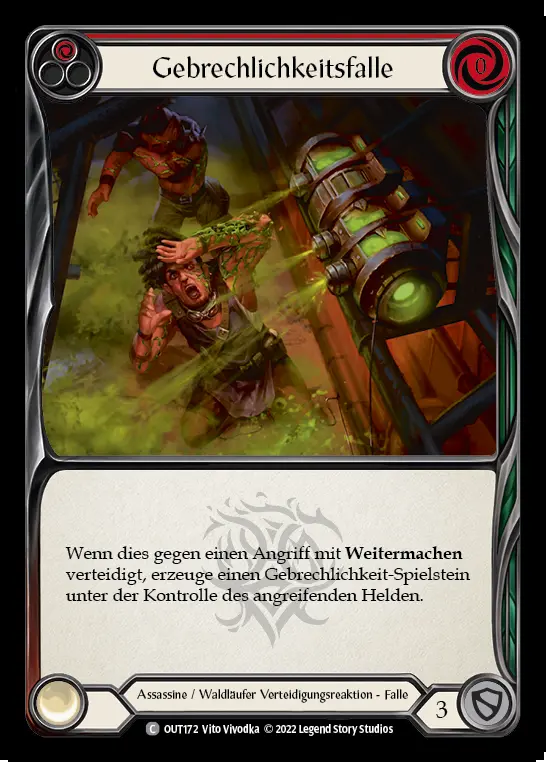 Gebrechlichkeitsfalle
0
Wenn dies gegen einen Angriff mit Weitermachen
verteidigt, erzeuge einen Gebrechlichkeit-Spielstein
unter der Kontrolle des angreifenden Helden.
Assassine / Waldläufer Verteidigungsreaktion - Falle
3
C OUT172 Vito Vivodka © 2022 Legend Story Studios